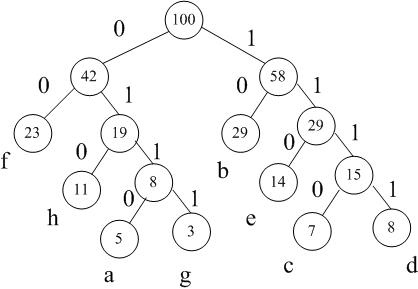 0 100 1
0 42 1 0 58 1
23 0 19 1 29 0 29 1
f 11 0 8 1 b 14 0 15 1
h 5 3 e 7 8
a g c d